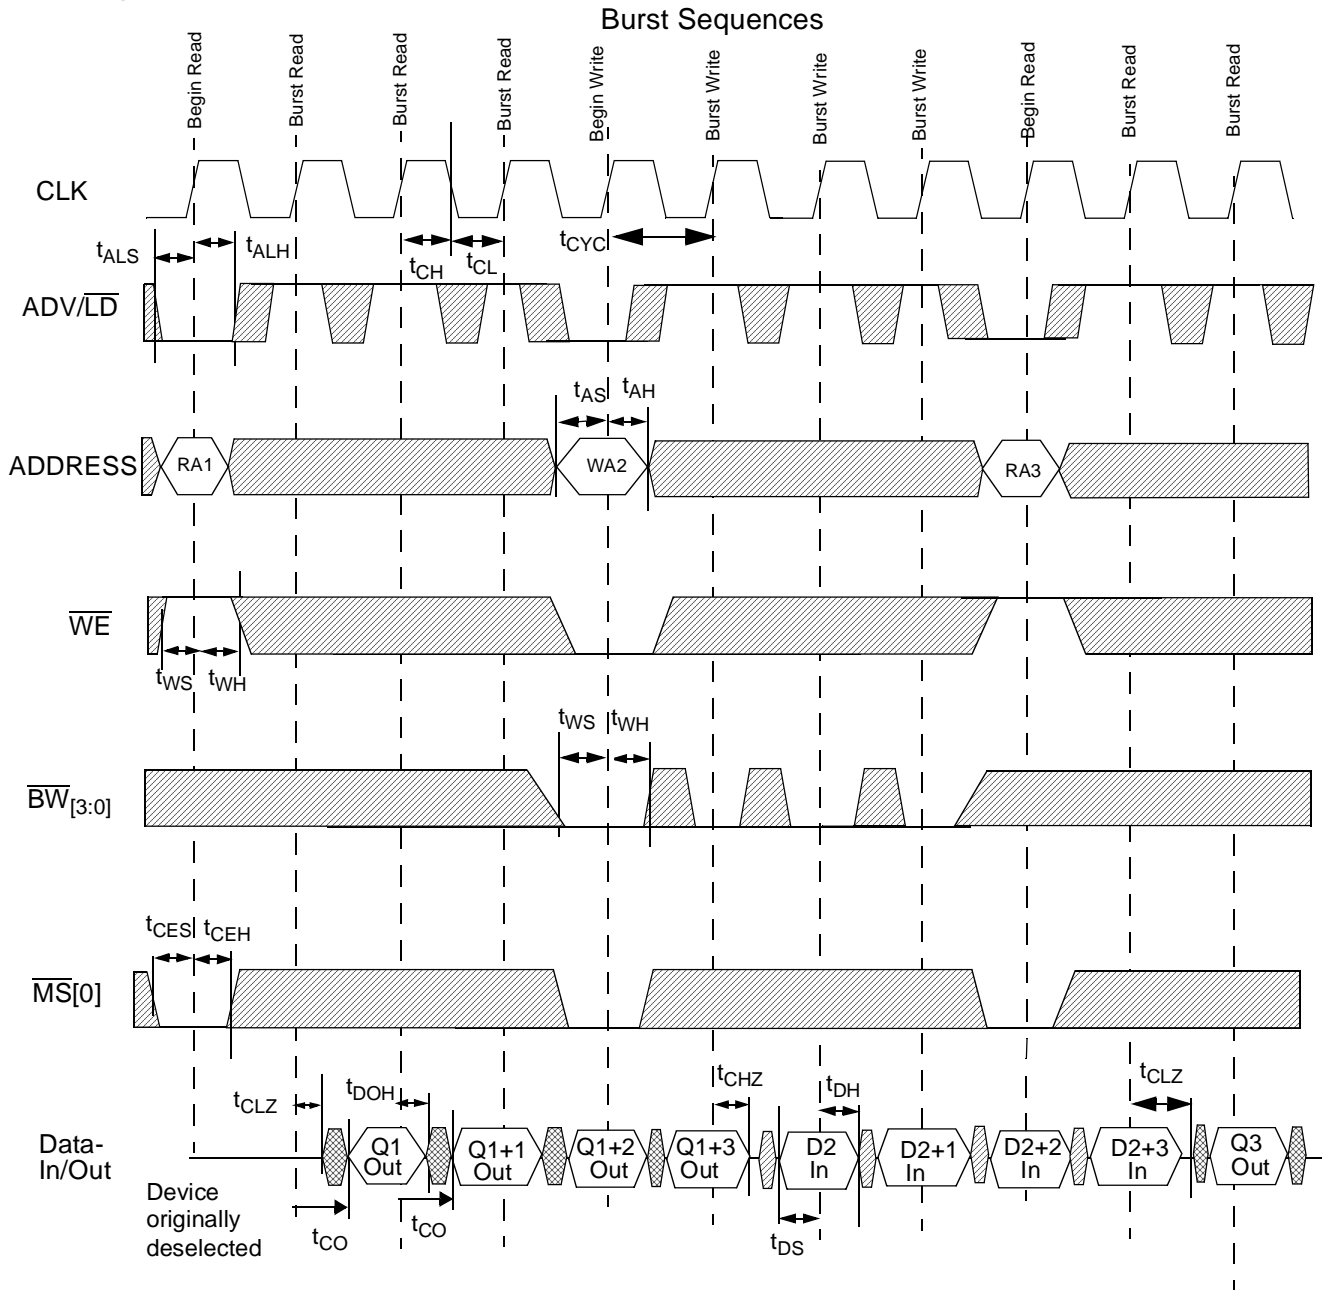 Burst Sequences
Begin Read
Burst Read
Burst Read
Burst Read
Begin Write
Burst Write
Burst Write
Burst Write
Begin Read
Burst Read
Burst Read
CLK
tALS
tALH
tCH
tCL
tCYC
ADV/LD
tAS
tAH
ADDRESS
RA1
WA2
RA3
WE
tWS
tWH
tWS
tWH
BW[3:0]
tCES
tCEH
MS[0]
tCLZ
tDOH
tCHZ
tDH
tCLZ
Data-
In/Out
Q1
Out
Q1+1
Out
Q1+2
Out
Q1+3
Out
D2
In
D2+1
In
D2+2
In
D2+3
In
Q3
Out
Device
originally
deselected
tCO
tCO
tDS